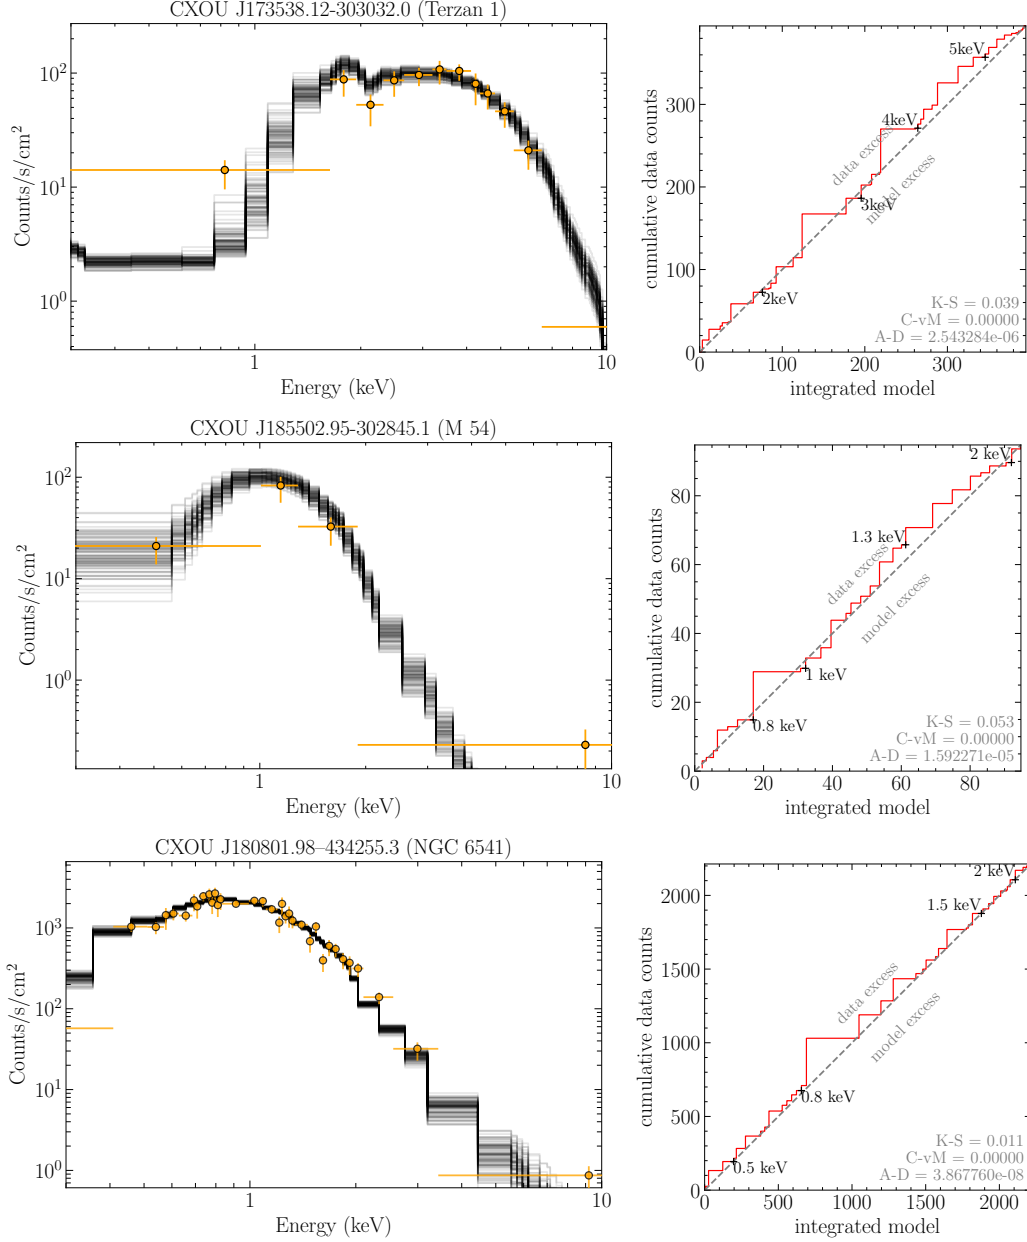 CXOU J173538.12-303032.0 (Terzan 1)
Counts/s/cm²
10²
10¹
10⁰
1
10
Energy (keV)
cumulative data counts
300
200
100
0
0
100
200
300
integrated model
5keV
4keV
3keV
2keV
data excess
model excess
K-S = 0.039
C-vM = 0.00000
A-D = 2.543284e-06
CXOU J185502.95-302845.1 (M 54)
Counts/s/cm²
10²
10¹
10⁰
1
10
Energy (keV)
cumulative data counts
80
60
40
20
0
0
20
40
60
80
integrated model
2 keV
1.3 keV
1 keV
0.8 keV
data excess
model excess
K-S = 0.053
C-vM = 0.00000
A-D = 1.592271e-05
CXOU J180801.98–434255.3 (NGC 6541)
Counts/s/cm²
10³
10²
10¹
10⁰
1
10
Energy (keV)
cumulative data counts
2000
1500
1000
500
0
0
500
1000
1500
2000
integrated model
2 keV
1.5 keV
0.8 keV
0.5 keV
data excess
model excess
K-S = 0.011
C-vM = 0.00000
A-D = 3.867760e-08